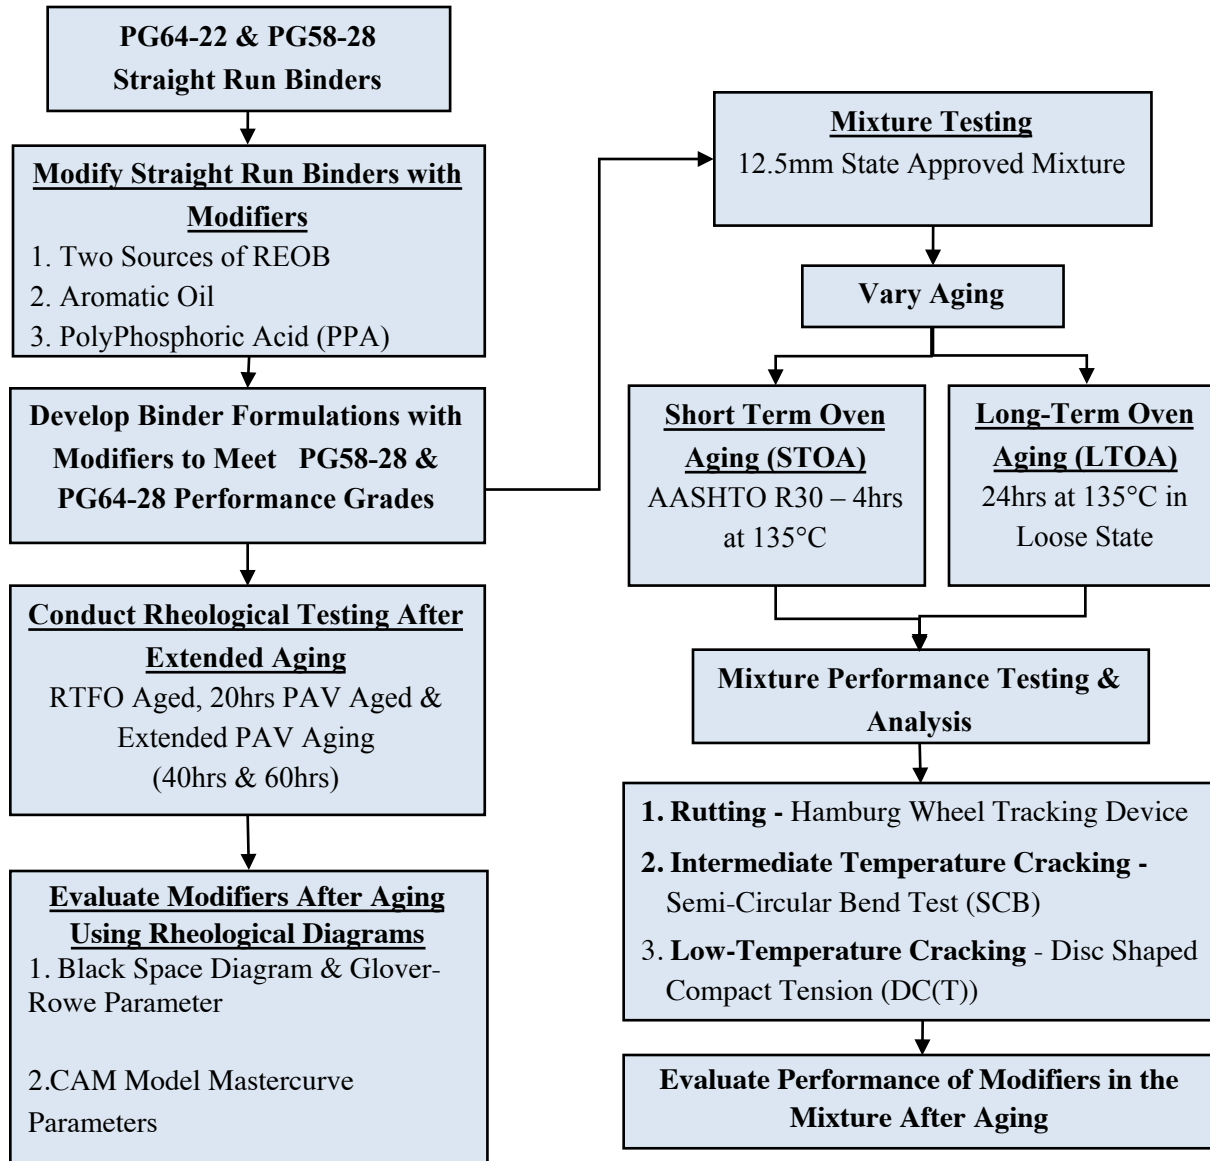 PG64-22 & PG58-28
Straight Run Binders
Modify Straight Run Binders with
Modifiers
1. Two Sources of REOB
2. Aromatic Oil
3. PolyPhosphoric Acid (PPA)
Develop Binder Formulations with
Modifiers to Meet PG58-28 &
PG64-28 Performance Grades
Conduct Rheological Testing After
Extended Aging
RTFO Aged, 20hrs PAV Aged &
Extended PAV Aging
(40hrs & 60hrs)
Evaluate Modifiers After Aging
Using Rheological Diagrams
1. Black Space Diagram & Glover-
Rowe Parameter
2.CAM Model Mastercurve
Parameters
Mixture Testing
12.5mm State Approved Mixture
Vary Aging
Short Term Oven
Aging (STOA)
AASHTO R30 – 4hrs
at 135°C
Long-Term Oven
Aging (LTOA)
24hrs at 135°C in
Loose State
Mixture Performance Testing &
Analysis
1. Rutting - Hamburg Wheel Tracking Device
2. Intermediate Temperature Cracking -
Semi-Circular Bend Test (SCB)
3. Low-Temperature Cracking - Disc Shaped
Compact Tension (DC(T))
Evaluate Performance of Modifiers in the
Mixture After Aging